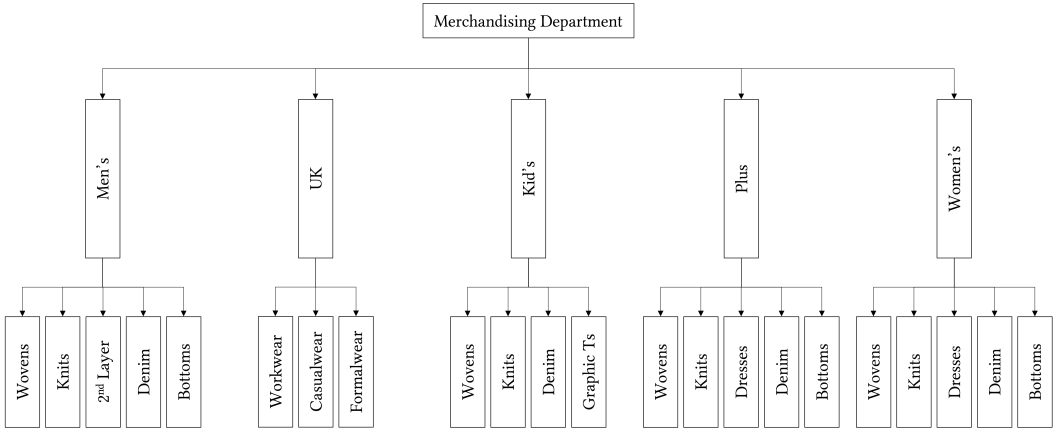 Merchandising Department
Men's
UK
Kid's
Plus
Women's
Wovens
Knits
2nd Layer
Denim
Bottoms
Workwear
Casualwear
Formalwear
Wovens
Knits
Denim
Graphic Ts
Wovens
Knits
Dresses
Denim
Bottoms
Wovens
Knits
Dresses
Denim
Bottoms